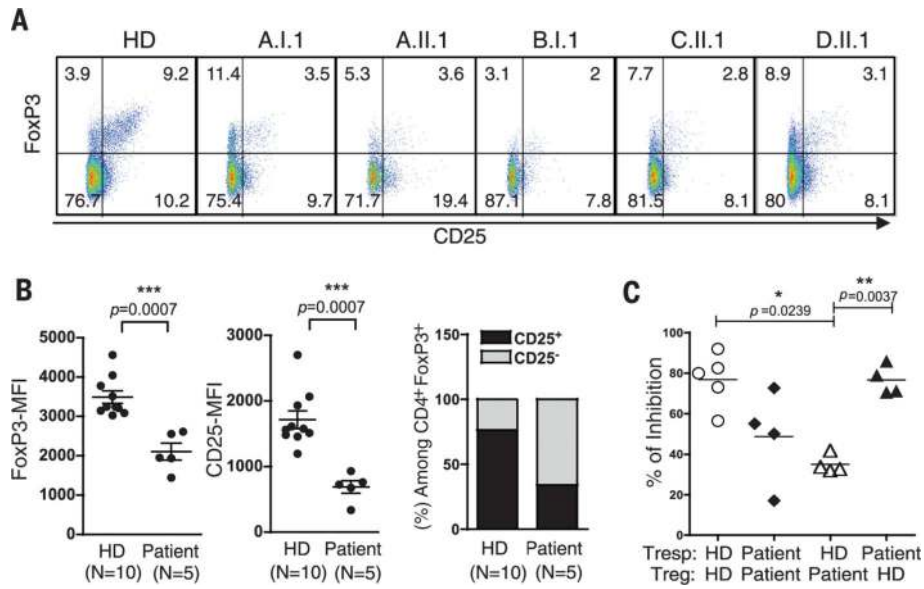 A
HD A.I.1 A.II.1 B.I.1 C.II.1 D.II.1
3.9 9.2 11.4 3.5 5.3 3.6 3.1 2 7.7 2.8 8.9 3.1
FoxP3
76.7 10.2 75.4 9.7 71.7 19.4 87.1 7.8 81.5 8.1 80 8.1
CD25
B
***
p=0.0007
FoxP3-MFI
5000
4000
3000
2000
1000
0
HD Patient
(N=10) (N=5)
***
p=0.0007
CD25-MFI
3000
2000
1000
0
HD Patient
(N=10) (N=5)
(%) Among CD4+FoxP3+
150
100
50
0
CD25+
CD25-
HD Patient
(N=10) (N=5)
C
*
p=0.0239
**
p=0.0037
% of Inhibition
100
80
60
40
20
0
Tresp: HD Patient HD Patient
Treg: HD Patient Patient HD